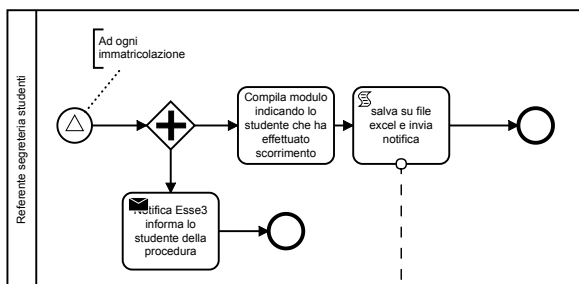 Referente segreteria studenti
Ad ogni
immatricolazione
Compila modulo
indicando lo
studente che ha
effettuato
scorrimento
salva su file
excel e invia
notifica
Notifica Esse3
informa lo
studente della
procedura